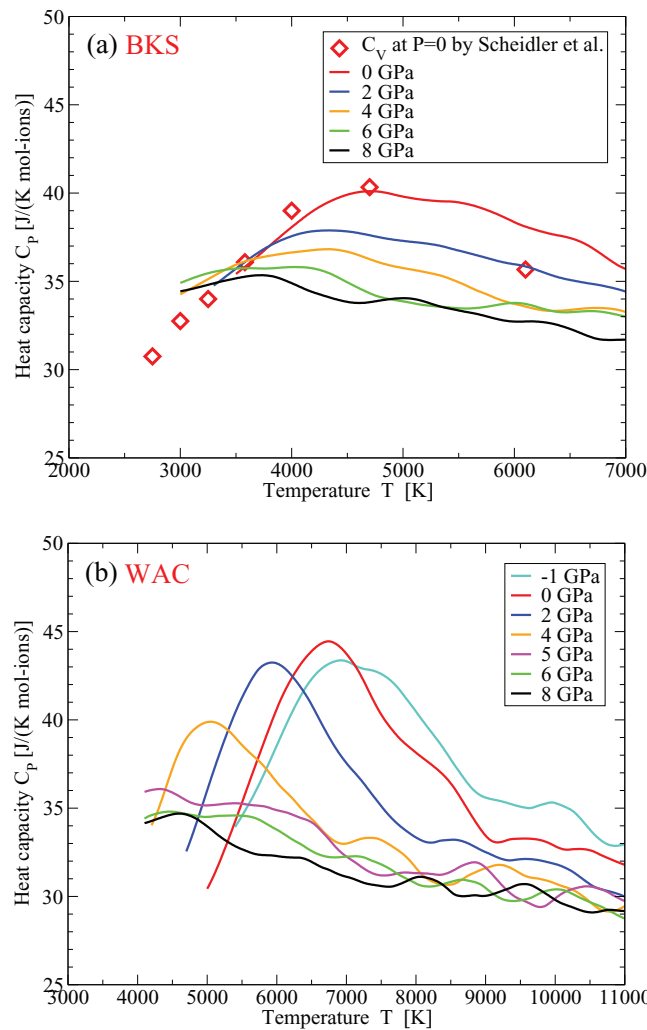 (a) BKS
C_V at P=0 by Scheidler et al.
0 GPa
2 GPa
4 GPa
6 GPa
8 GPa
50
45
40
35
30
25
Heat capacity C_P [J/(K mol-ions)]
2000 3000 4000 5000 6000 7000
Temperature T [K]
(b) WAC
-1 GPa
0 GPa
2 GPa
4 GPa
5 GPa
6 GPa
8 GPa
50
45
40
35
30
25
Heat capacity C_P [J/(K mol-ions)]
3000 4000 5000 6000 7000 8000 9000 10000 11000
Temperature T [K]